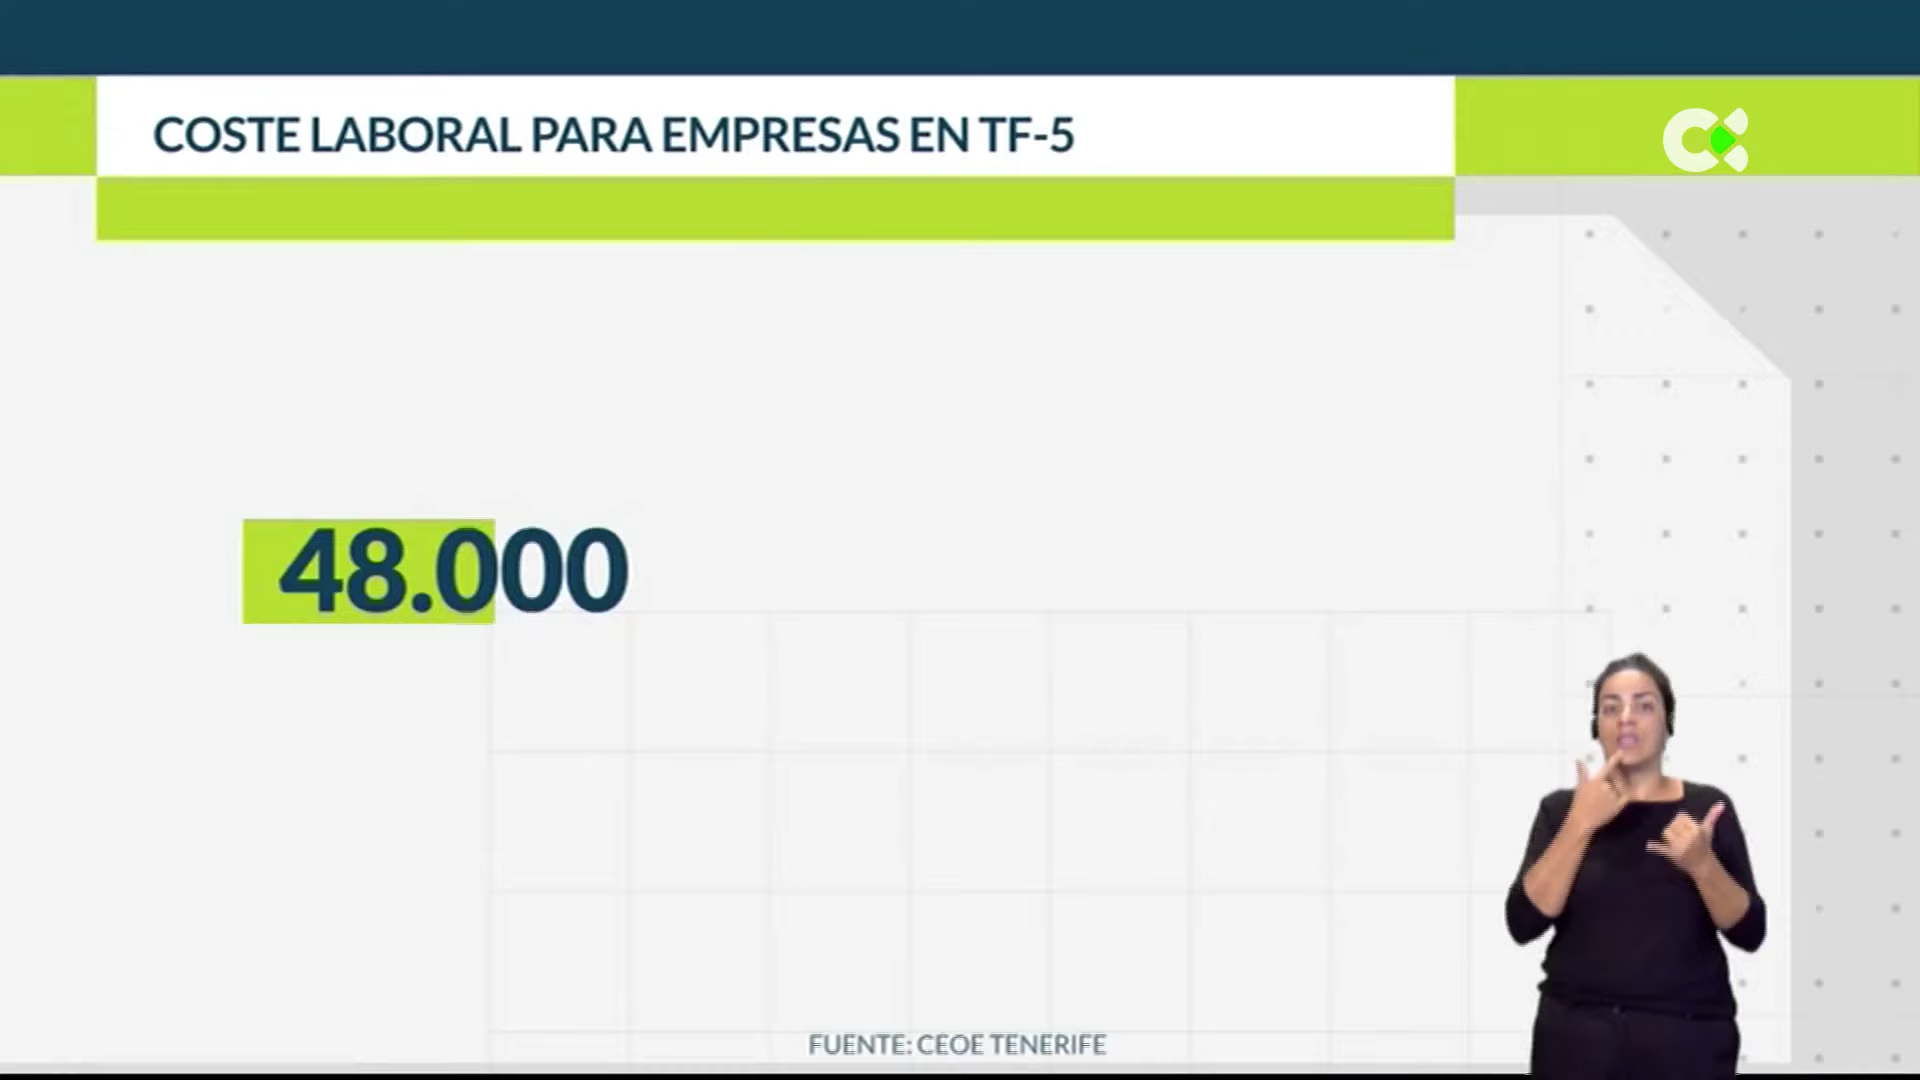 COSTE LABORAL PARA EMPRESAS EN TF-5
48.000
FUENTE: CEOE TENERIFE